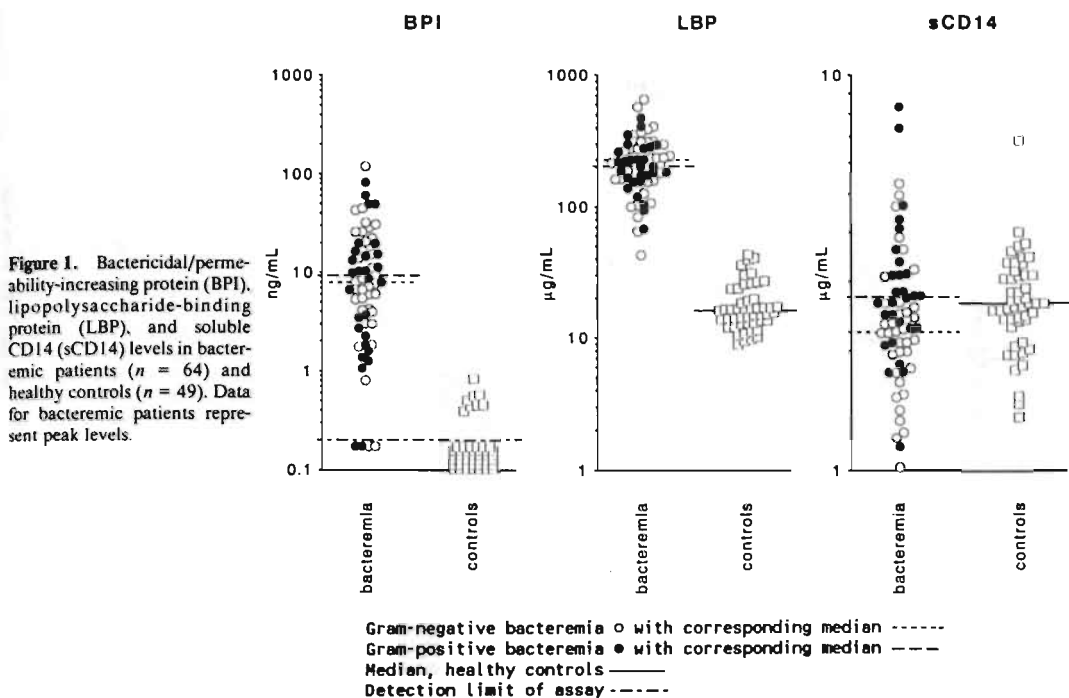 BPI
LBP
sCD14
1000
100
10
1
0.1
ng/mL
bacteremia
controls
1000
100
10
1
µg/mL
bacteremia
controls
10
1
µg/mL
bacteremia
controls
Figure 1. Bactericidal/perme-
ability-increasing protein (BPI),
lipopolysaccharide-binding
protein (LBP), and soluble
CD14 (sCD14) levels in bacter-
emic patients (n = 64) and
healthy controls (n = 49). Data
for bacteremic patients repre-
sent peak levels.
Gram-negative bacteremia o with corresponding median ------
Gram-positive bacteremia ● with corresponding median — — —
Median, healthy controls ———
Detection limit of assay —·—·—